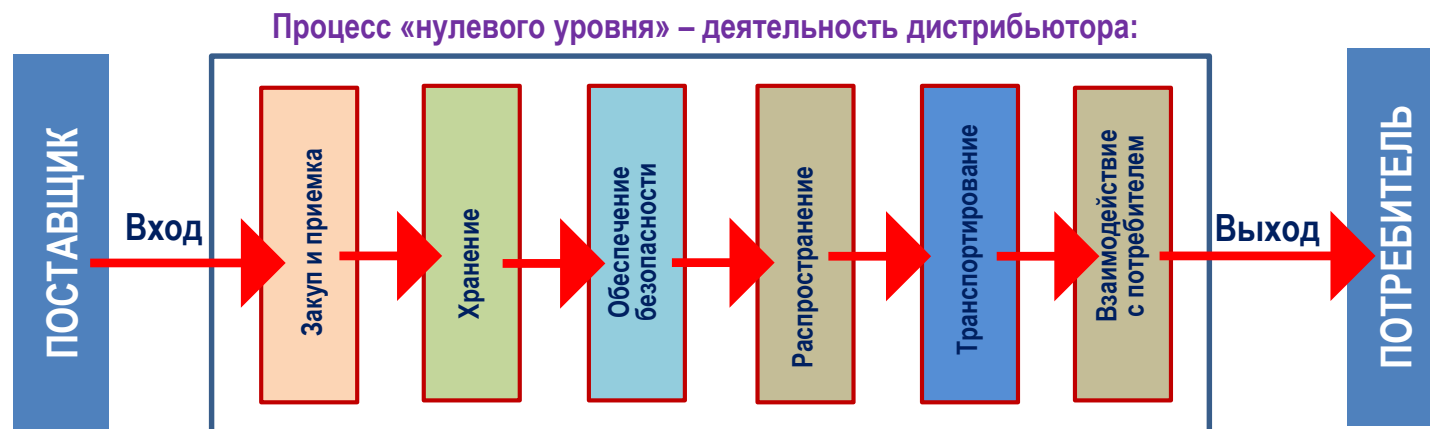 Процесс «нулевого уровня» – деятельность дистрибьютора:
ПОСТАВЩИК
Вход
Закуп и приемка
Хранение
Обеспечение
безопасности
Распространение
Транспортирование
Взаимодействие
с потребителем
Выход
ПОТРЕБИТЕЛЬ